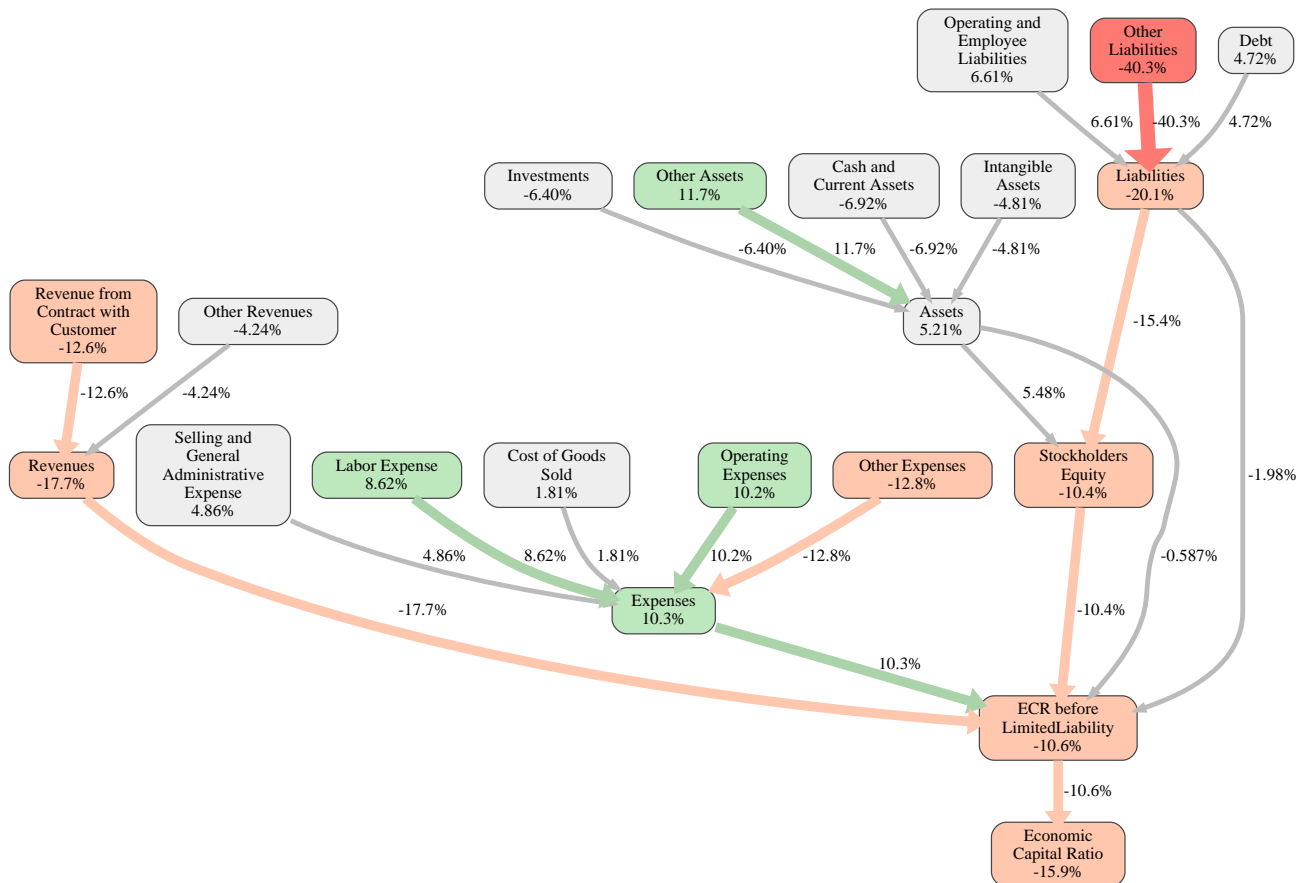 Operating and
Employee
Liabilities
6.61%
Other
Liabilities
-40.3%
Debt
4.72%
6.61%
-40.3%
4.72%
Investments
-6.40%
Other Assets
11.7%
Cash and
Current Assets
-6.92%
Intangible
Assets
-4.81%
Liabilities
-20.1%
-6.40%
11.7%
-6.92%
-4.81%
Revenue from
Contract with
Customer
-12.6%
Other Revenues
-4.24%
Assets
5.21%
-15.4%
-12.6%
-4.24%
5.48%
Revenues
-17.7%
Selling and
General
Administrative
Expense
4.86%
Labor Expense
8.62%
Cost of Goods
Sold
1.81%
Operating
Expenses
10.2%
Other Expenses
-12.8%
Stockholders
Equity
-10.4%
-1.98%
4.86%
8.62%
1.81%
10.2%
-12.8%
-0.587%
Expenses
10.3%
-17.7%
-10.4%
10.3%
ECR before
LimitedLiability
-10.6%
-10.6%
Economic
Capital Ratio
-15.9%